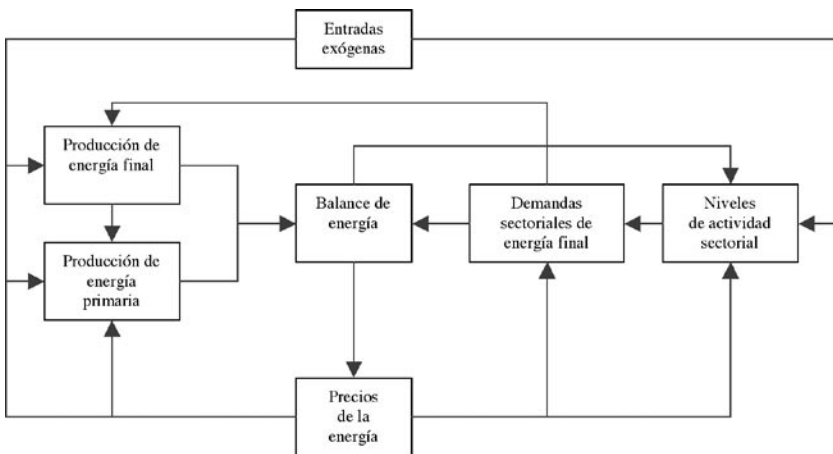 Entradas
exógenas
Producción de
energía final
Balance de
energía
Demandas
sectoriales de
energía final
Niveles
de actividad
sectorial
Producción de
energía
primaria
Precios
de la
energía